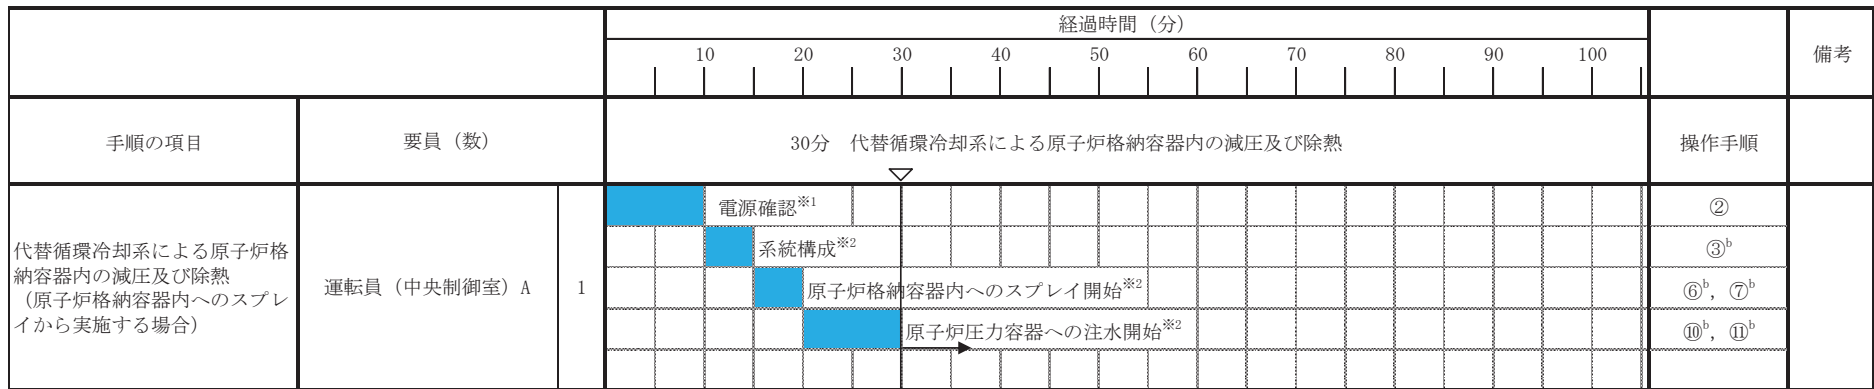 経過時間（分）
備考
10 20 30 40 50 60 70 80 90 100
手順の項目
要員（数）
30分　代替循環冷却系による原子炉格納容器内の減圧及び除熱
操作手順
代替循環冷却系による原子炉格
納容器内の減圧及び除熱
（原子炉格納容器内へのスプレ
イから実施する場合）
運転員（中央制御室）A
1
電源確認※1
②
系統構成※2
③b
原子炉格納容器内へのスプレイ開始※2
⑥b，⑦b
原子炉圧力容器への注水開始※2
⑩b，⑪b